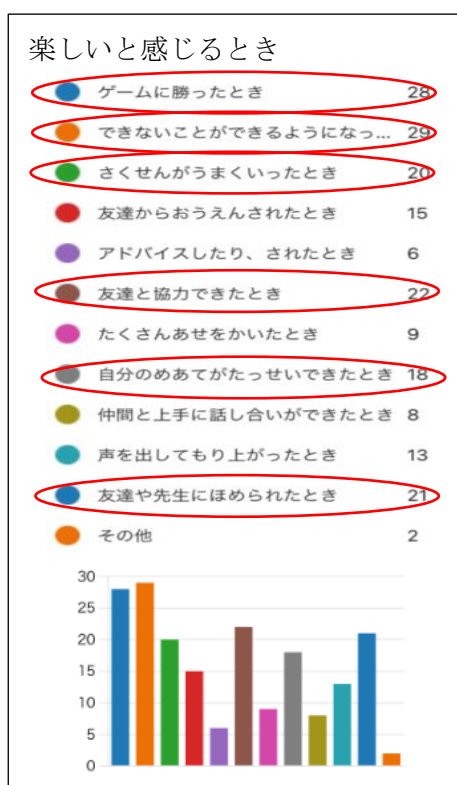 楽しいと感じるとき
ゲームに勝ったとき 28
できないことができるようになっ... 29
さくせんがうまくいったとき 20
友達からおうえんされたとき 15
アドバイスしたり、されたとき 6
友達と協力できたとき 22
たくさんあせをかいたとき 9
自分のめあてがたっせいできたとき 18
仲間と上手に話し合いができたとき 8
声を出してもり上がったとき 13
友達や先生にほめられたとき 21
その他 2
30
25
20
15
10
5
0